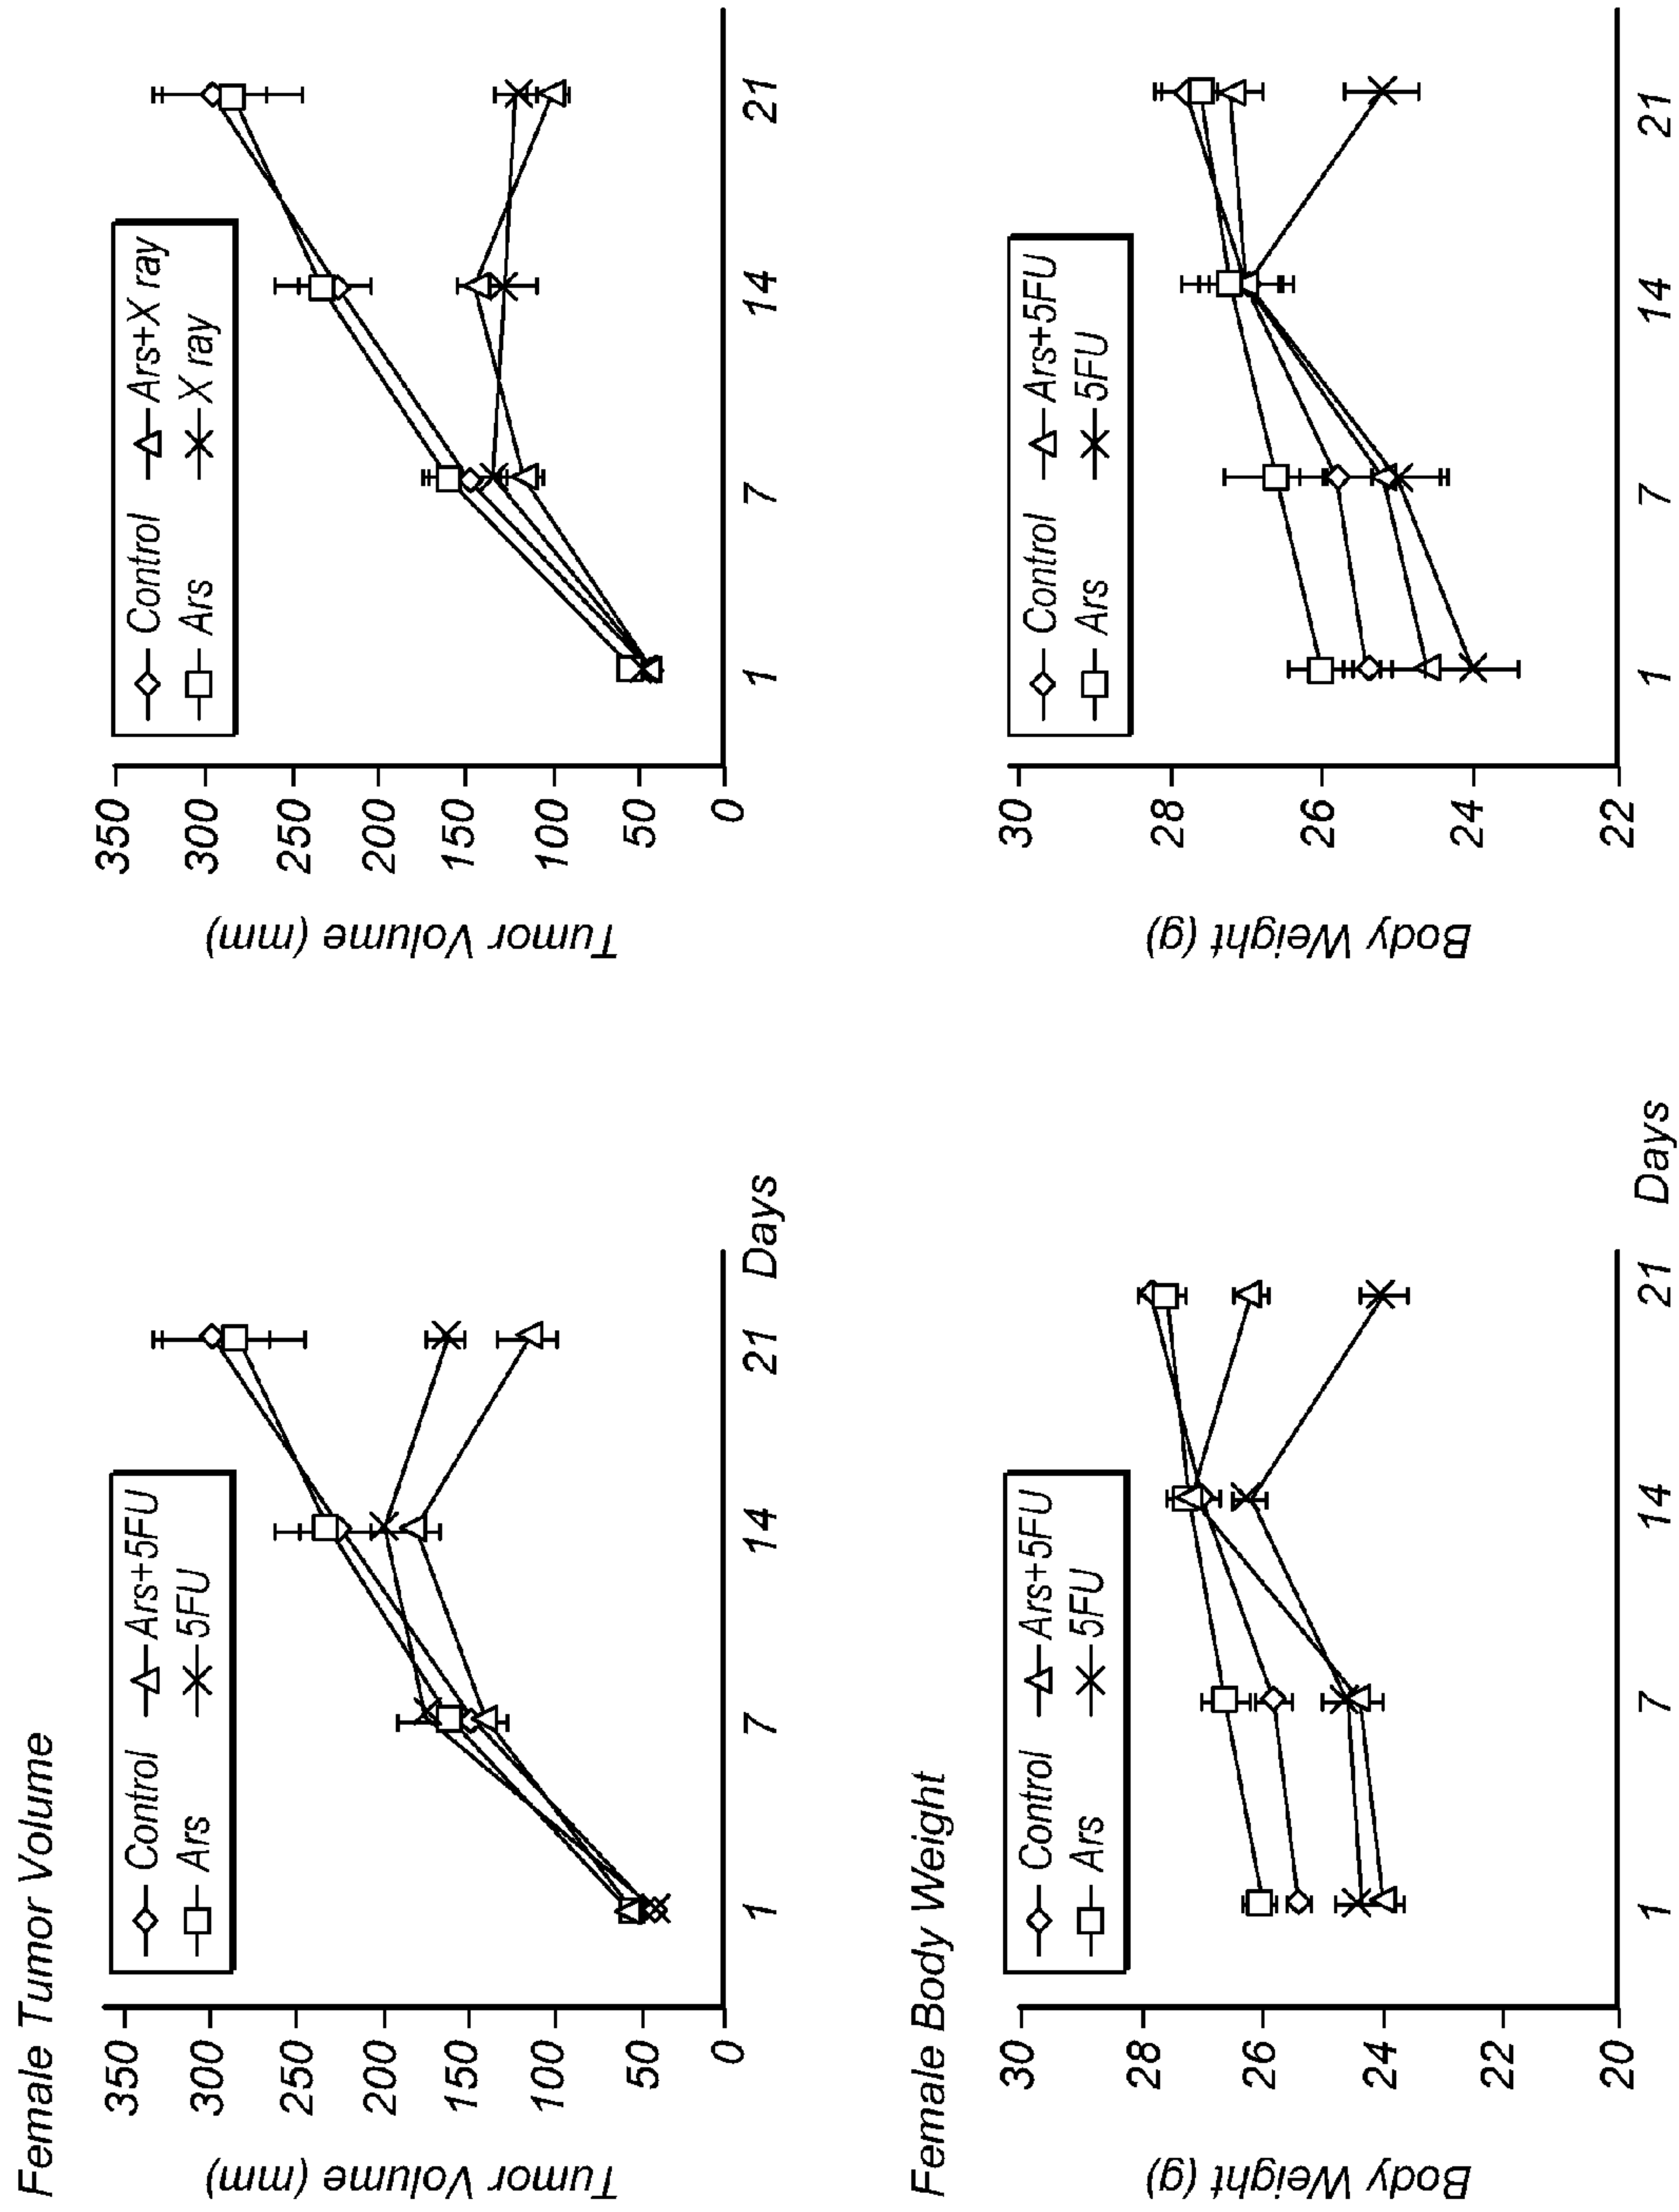 Female Tumor Volume
Tumor Volume (mm)
350
300
250
200
150
100
50
0
Control
Ars+5FU
Ars
5FU
1
7
14
21
Days
Tumor Volume (mm)
350
300
250
200
150
100
50
0
Control
Ars+X ray
Ars
X ray
1
7
14
21
Female Body Weight
Body Weight (g)
30
28
26
24
22
20
Control
Ars+5FU
Ars
5FU
1
7
14
21
Days
Body Weight (g)
30
28
26
24
22
Control
Ars+5FU
Ars
5FU
1
7
14
21